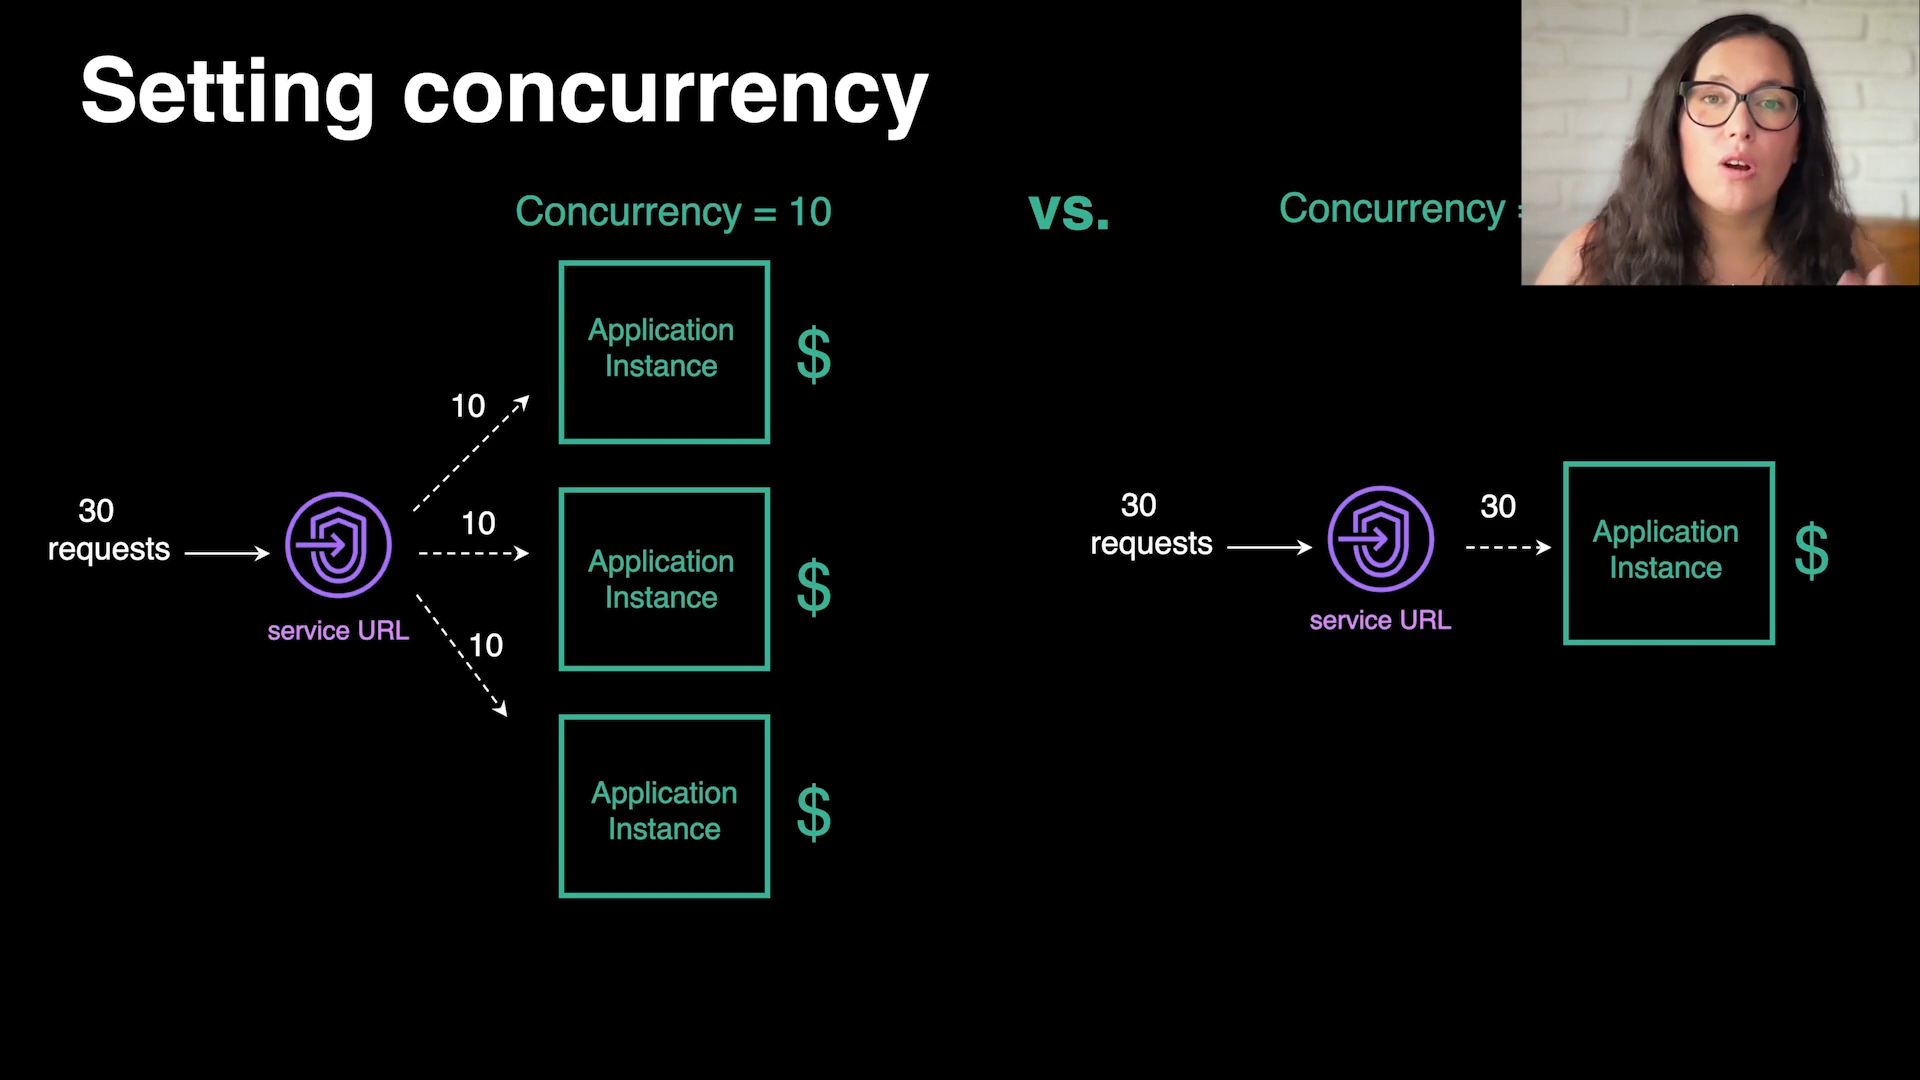 Setting concurrency
Concurrency = 10
vs.
Concurrency =
Application
Instance
$
10
30
requests
service URL
10
Application
Instance
$
10
Application
Instance
$
30
requests
service URL
30
Application
Instance
$